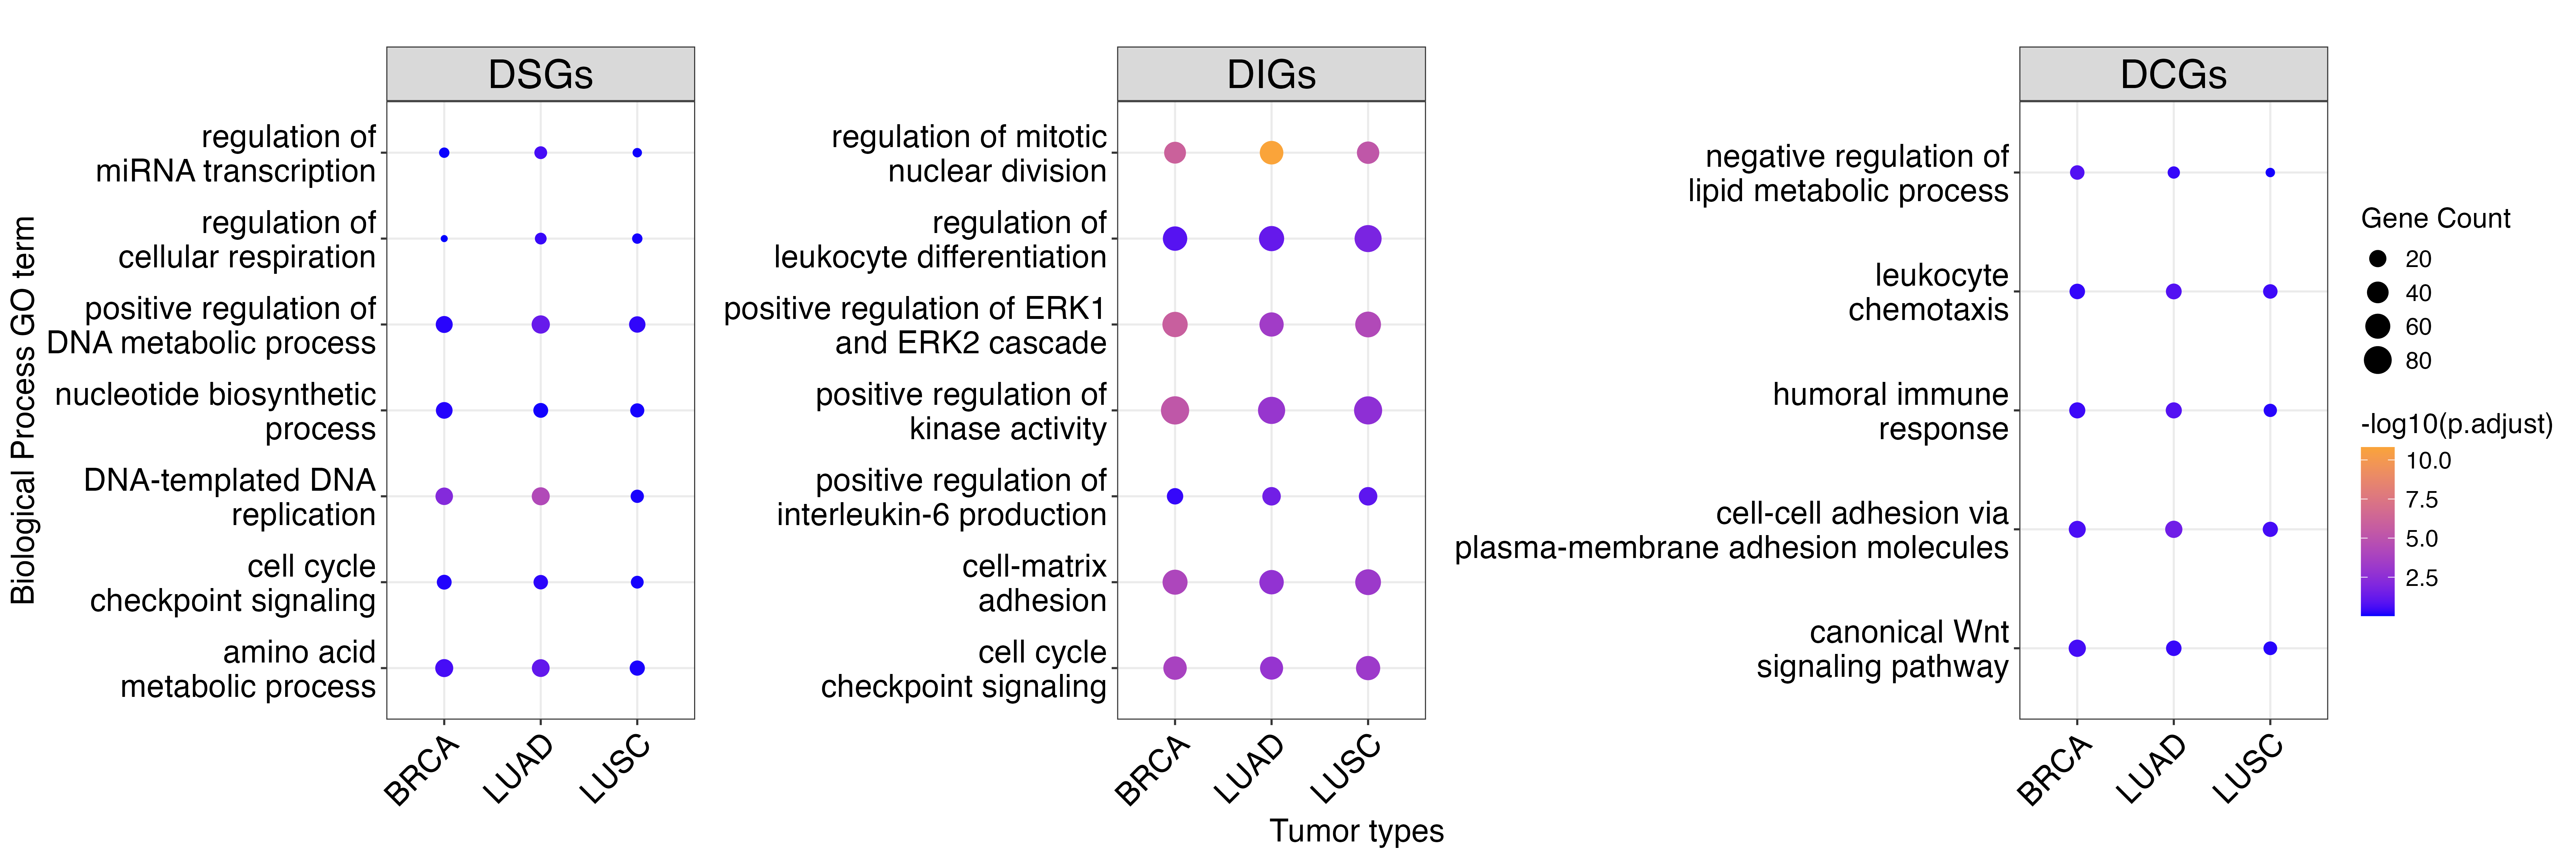 DSGs
DIGs
DCGs
Biological Process GO term
regulation of
miRNA transcription
regulation of
cellular respiration
positive regulation of
DNA metabolic process
nucleotide biosynthetic
process
DNA-templated DNA
replication
cell cycle
checkpoint signaling
amino acid
metabolic process
BRCA
LUAD
LUSC
regulation of mitotic
nuclear division
regulation of
leukocyte differentiation
positive regulation of ERK1
and ERK2 cascade
positive regulation of
kinase activity
positive regulation of
interleukin-6 production
cell-matrix
adhesion
cell cycle
checkpoint signaling
BRCA
LUAD
LUSC
negative regulation of
lipid metabolic process
leukocyte
chemotaxis
humoral immune
response
cell-cell adhesion via
plasma-membrane adhesion molecules
canonical Wnt
signaling pathway
BRCA
LUAD
LUSC
Tumor types
Gene Count
20
40
60
80
-log10(p.adjust)
10.0
7.5
5.0
2.5